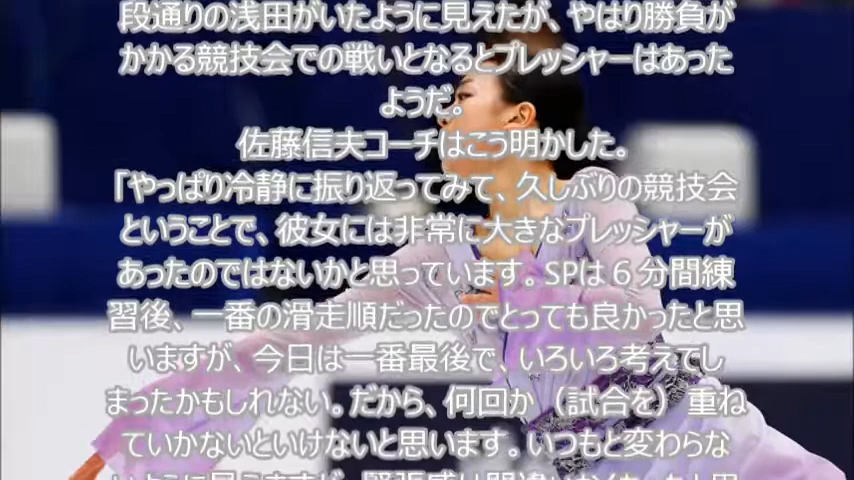 段通りの浅田がいたように見えたが、やはり勝負が
かかる競技会での戦いとなるとプレッシャーはあった
ようだ。
佐藤信夫コーチはこう明かした。
「やっぱり冷静に振り返ってみて、久しぶりの競技会
ということで、彼女には非常に大きなプレッシャーが
あったのではないかと思っています。SPは６分間練
習後、一番の滑走順だったのでとっても良かったと思
いますが、今日は一番最後で、いろいろ考えてし
まったかもしれない。だから、何回か（試合を）重ね
ていかないといけないと思います。いつもと変わらな